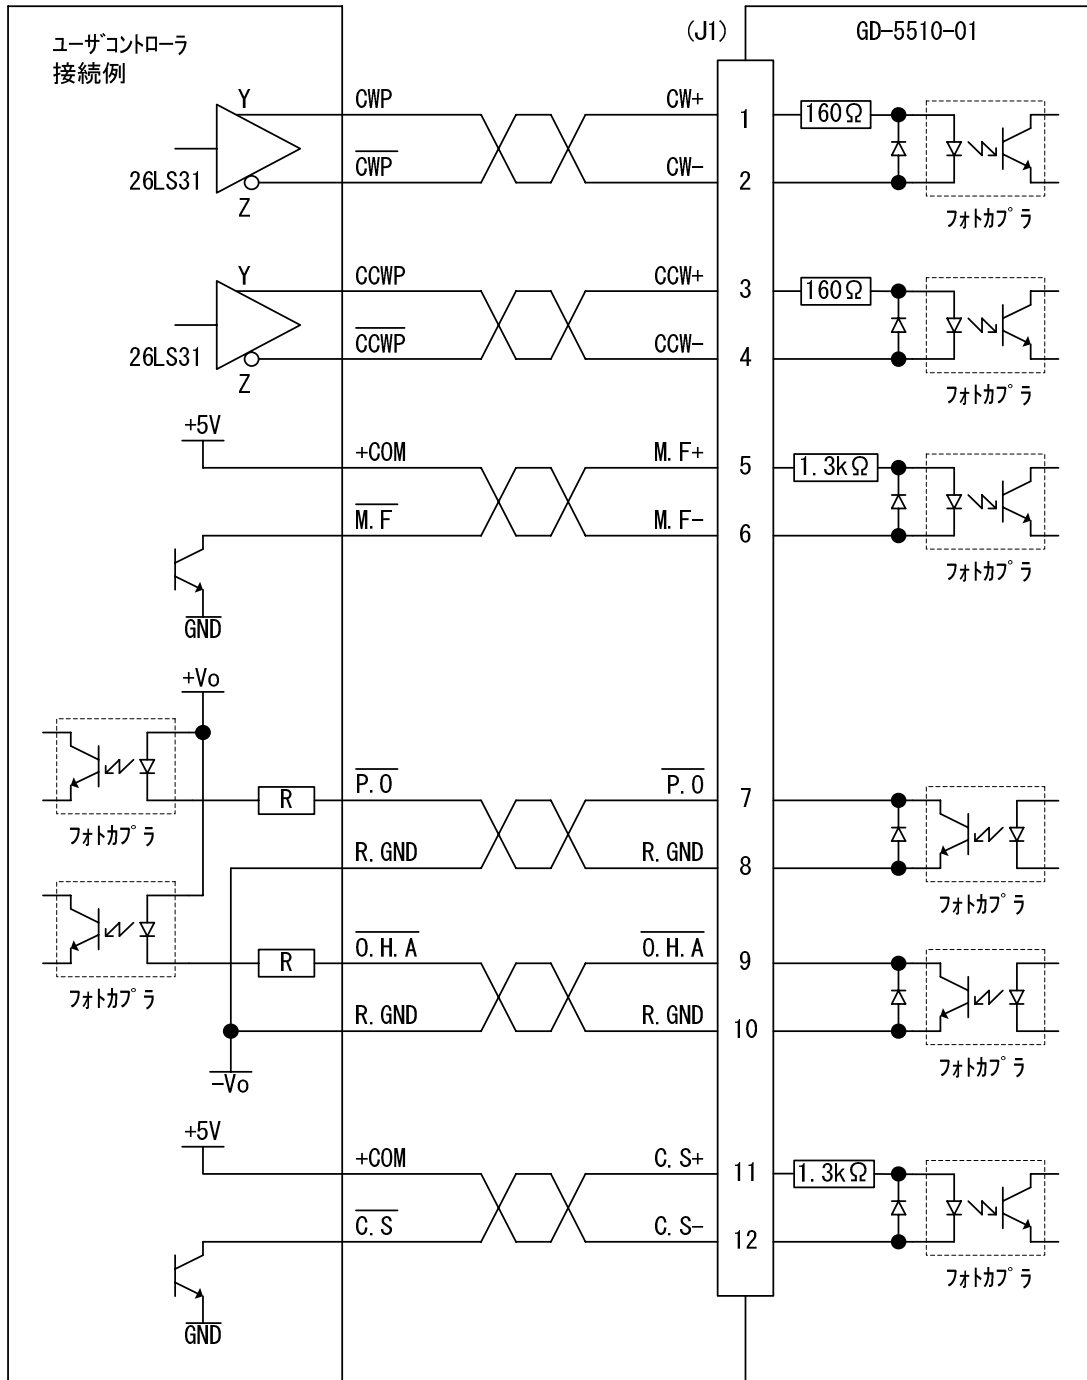 (J1)
GD-5510-01
ユーザコントローラ
接続例
Y
CWP
CW+
1
160Ω
26LS31
CWP
CW-
2
Z
フォトカプラ
Y
CCWP
CCW+
3
160Ω
26LS31
CCWP
CCW-
4
Z
フォトカプラ
+5V
+COM
M.F+
5
1.3kΩ
M.F
M.F-
6
フォトカプラ
GND
+Vo
R
P.O
P.O
7
フォトカプラ
R.GND
R.GND
8
フォトカプラ
R
O.H.A
O.H.A
9
フォトカプラ
R.GND
R.GND
10
フォトカプラ
-Vo
+5V
+COM
C.S+
11
1.3kΩ
C.S
C.S-
12
フォトカプラ
GND